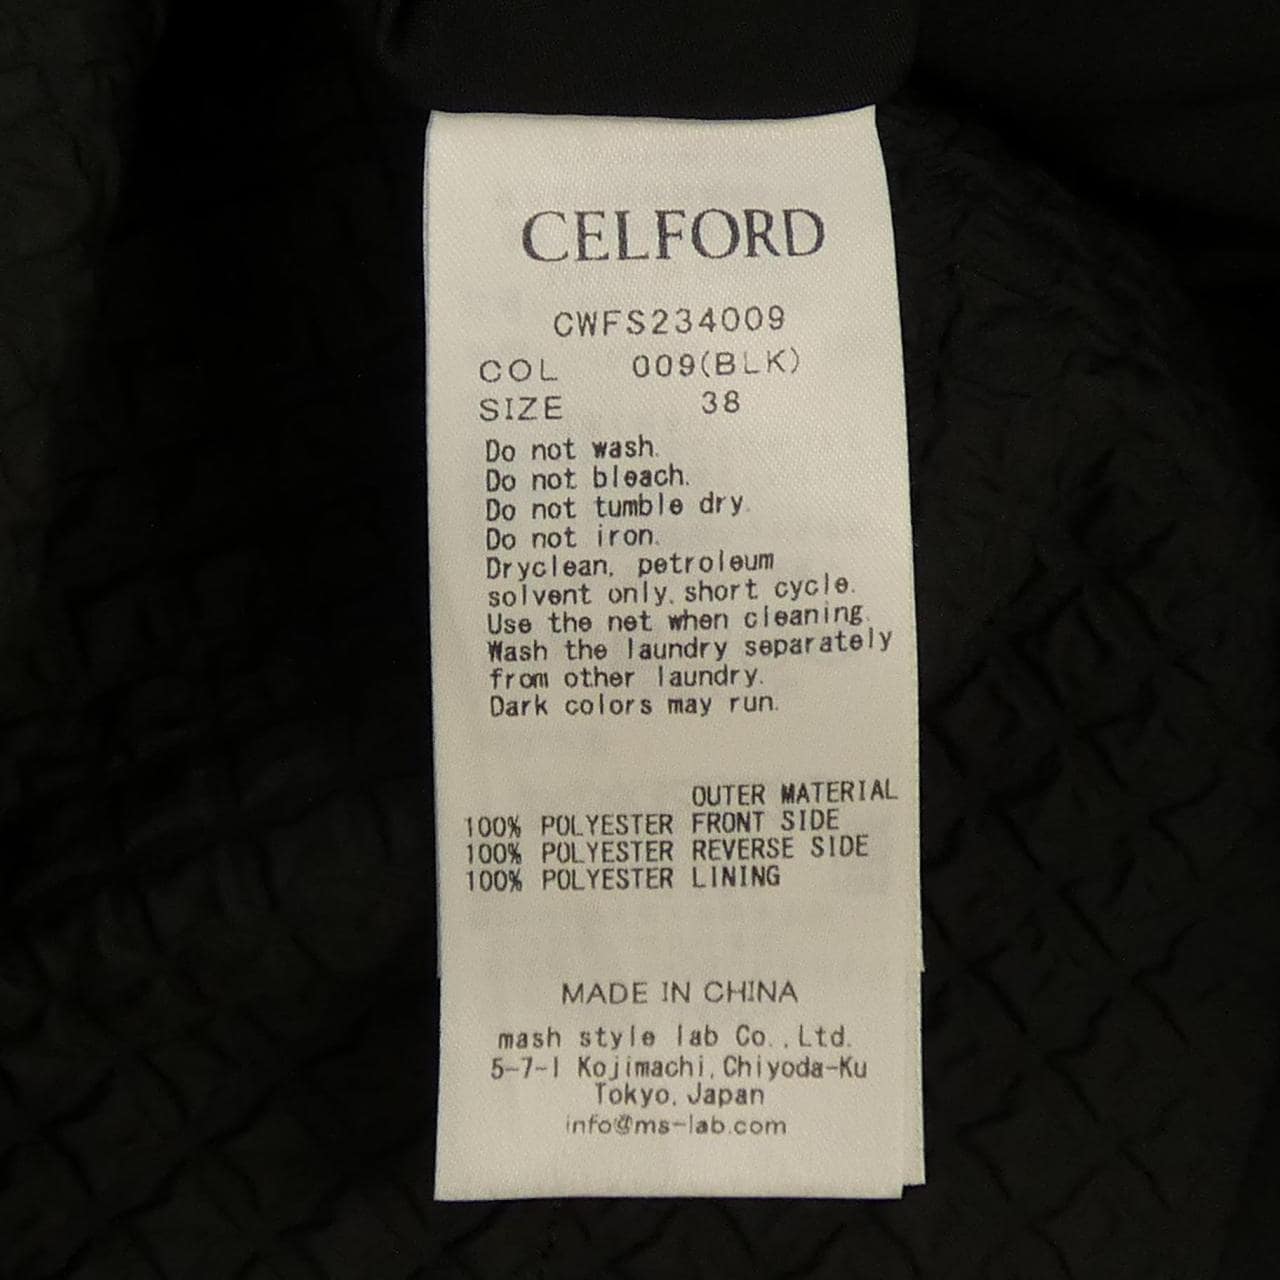 CELFORD
CWFS234009
COL 009(BLK)
SIZE 38
Do not wash.
Do not bleach.
Do not tumble dry.
Do not iron.
Dryclean, petroleum
solvent only, short cycle.
Use the net when cleaning.
Wash the laundry separately
from other laundry.
Dark colors may run.
OUTER MATERIAL
100% POLYESTER FRONT SIDE
100% POLYESTER REVERSE SIDE
100% POLYESTER LINING
MADE IN CHINA
mash style lab Co.,Ltd.
5-7-1 Kojimachi,Chiyoda-Ku
Tokyo,Japan
info@ms-lab.com